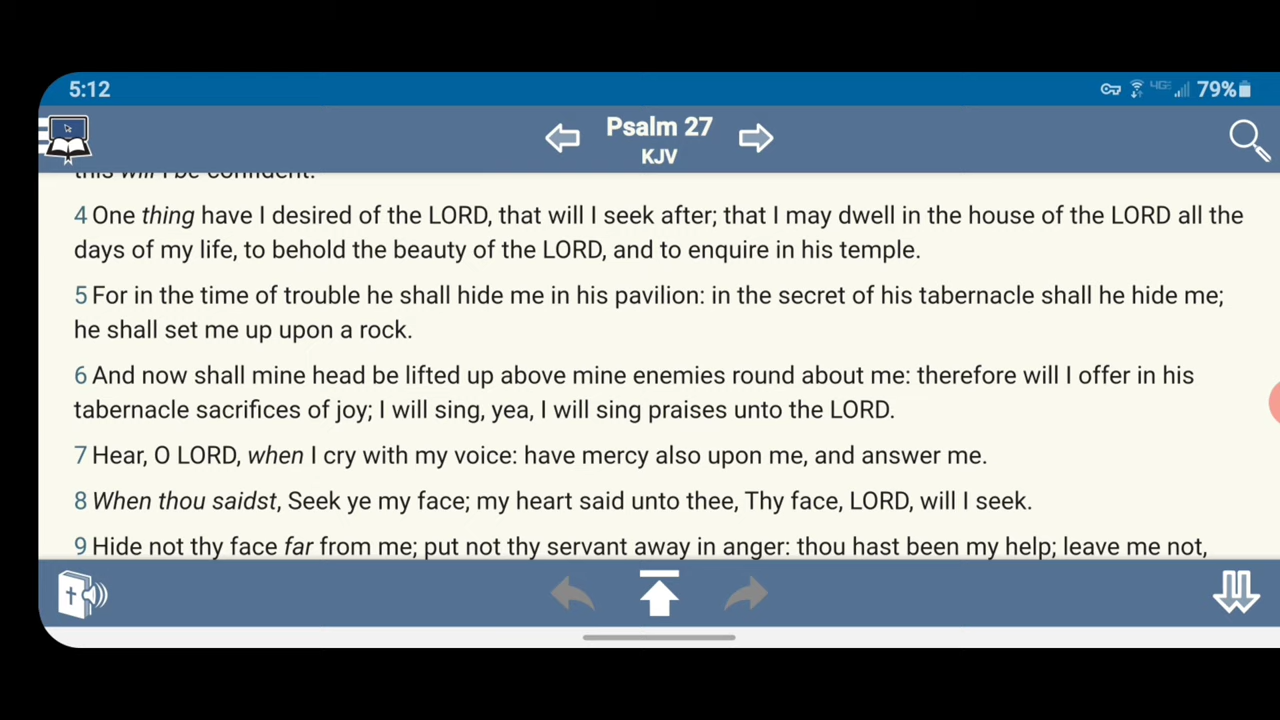 5:12
4G 79%
Psalm 27
KJV
this will I be confident.
4 One thing have I desired of the LORD, that will I seek after; that I may dwell in the house of the LORD all the
days of my life, to behold the beauty of the LORD, and to enquire in his temple.
5 For in the time of trouble he shall hide me in his pavilion: in the secret of his tabernacle shall he hide me;
he shall set me up upon a rock.
6 And now shall mine head be lifted up above mine enemies round about me: therefore will I offer in his
tabernacle sacrifices of joy; I will sing, yea, I will sing praises unto the LORD.
7 Hear, O LORD, when I cry with my voice: have mercy also upon me, and answer me.
8 When thou saidst, Seek ye my face; my heart said unto thee, Thy face, LORD, will I seek.
9 Hide not thy face far from me; put not thy servant away in anger: thou hast been my help; leave me not,